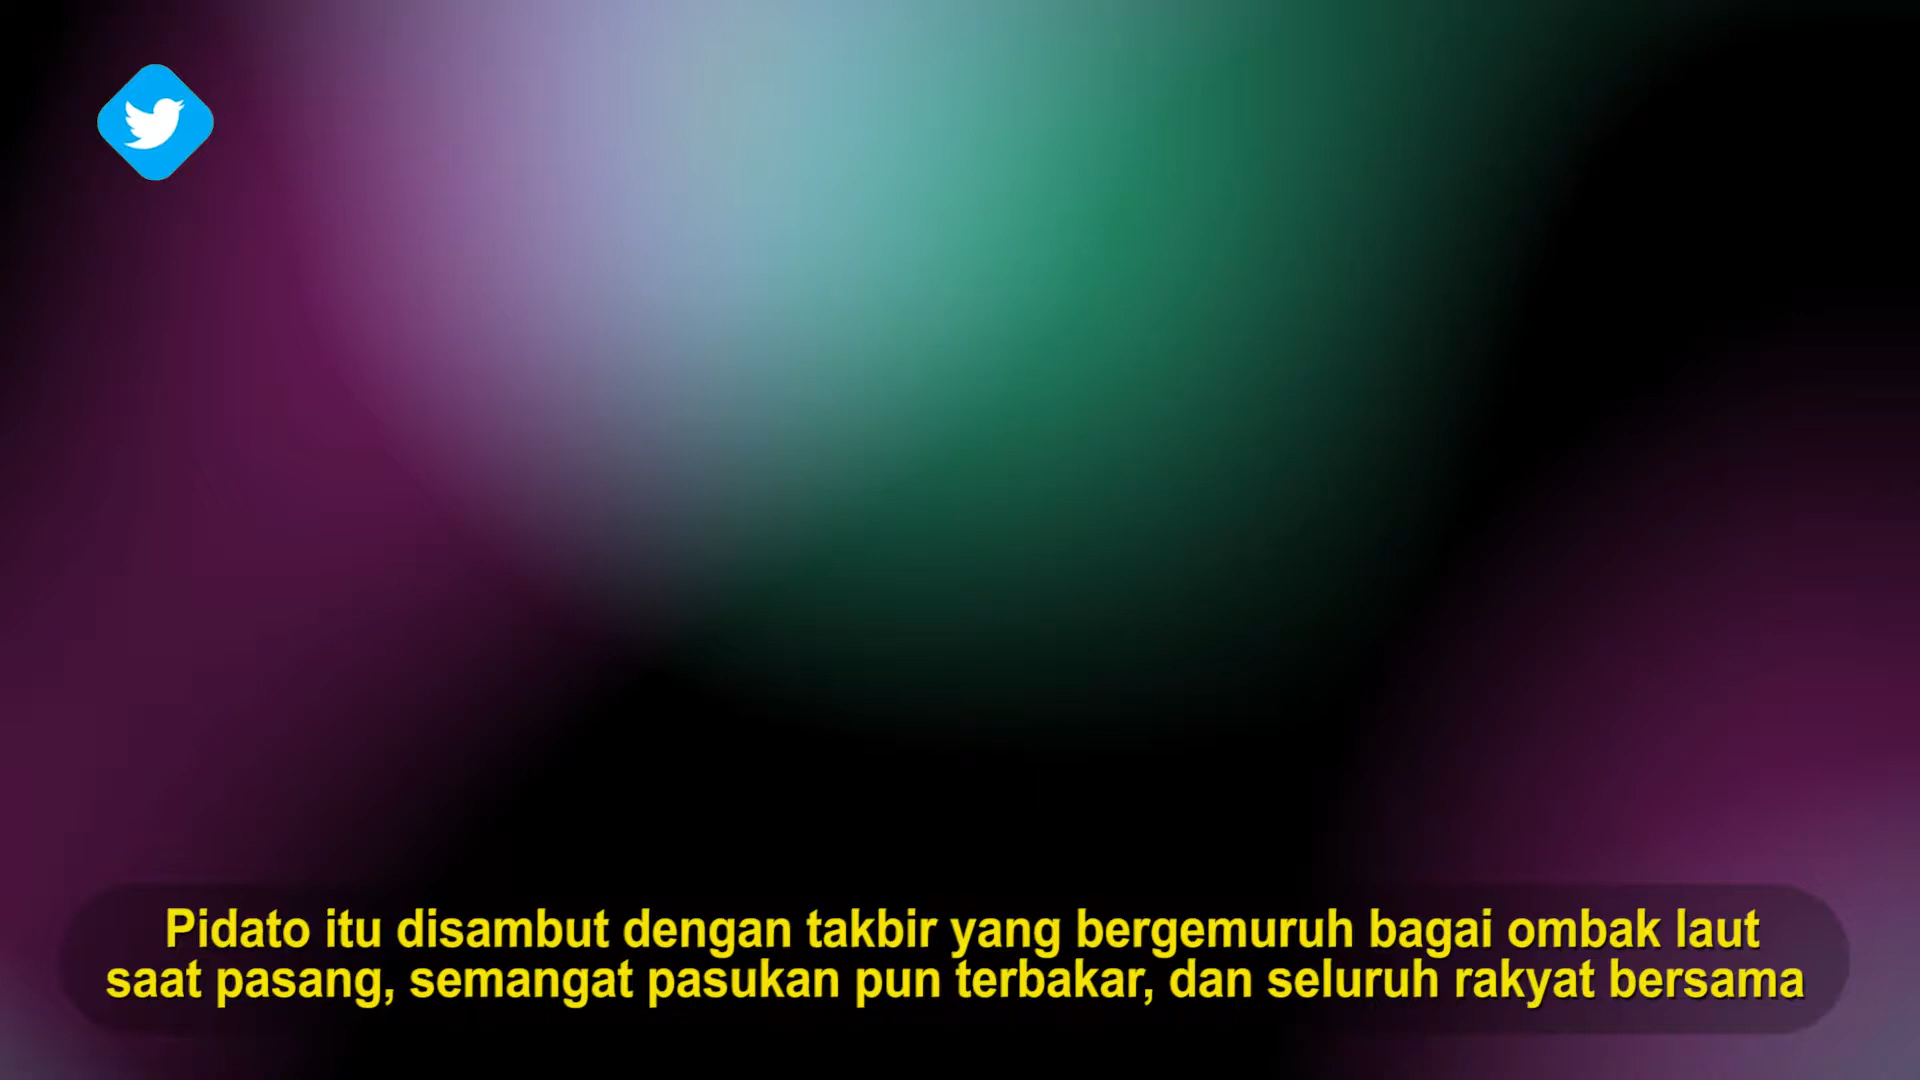 Pidato itu disambut dengan takbir yang bergemuruh bagai ombak laut
saat pasang, semangat pasukan pun terbakar, dan seluruh rakyat bersama